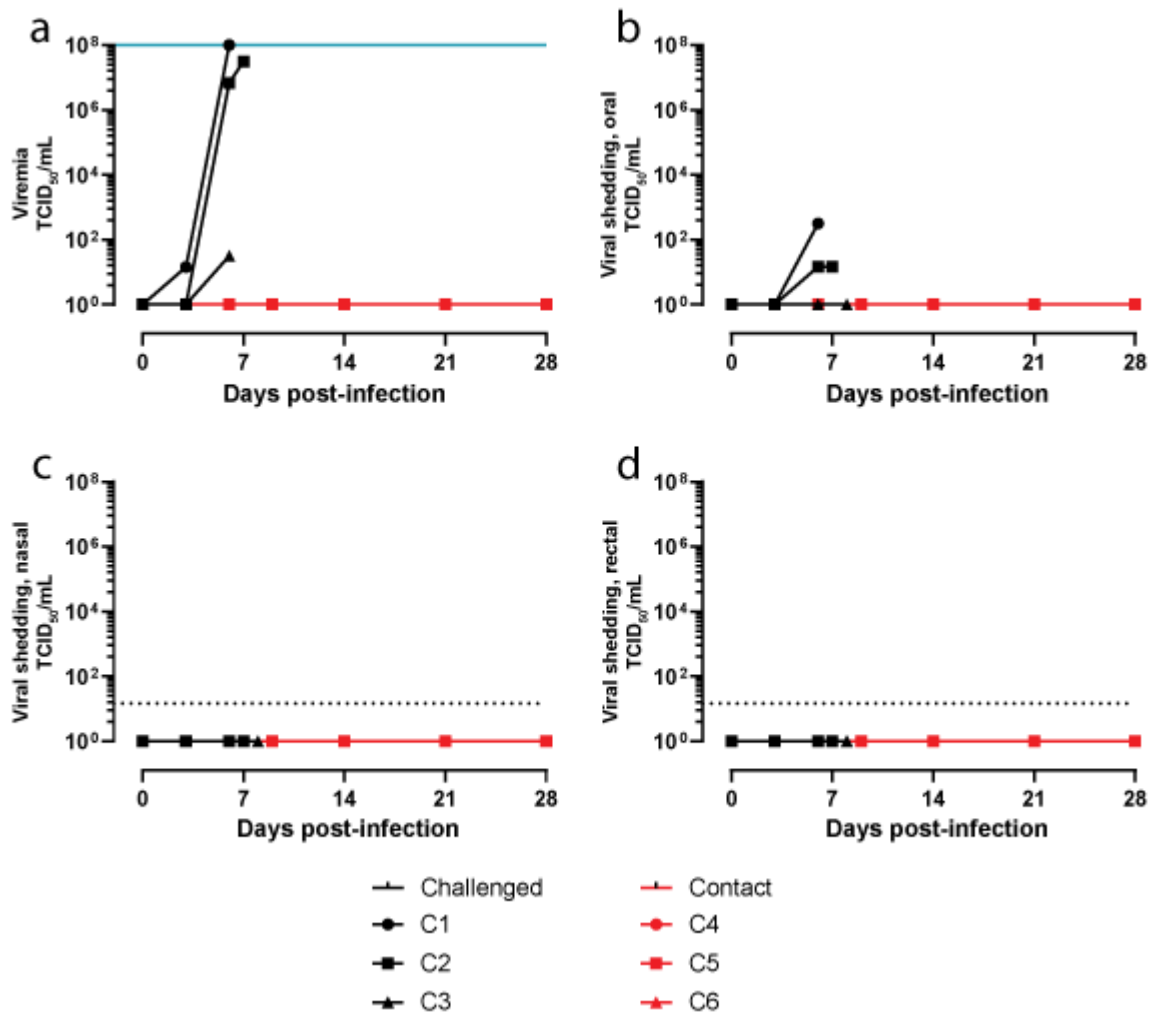 a
10⁸
10⁶
10⁴
10²
10⁰
Viremia
TCID₅₀/mL
0 7 14 21 28
Days post-infection
b
10⁸
10⁶
10⁴
10²
10⁰
Viral shedding, oral
TCID₅₀/mL
0 7 14 21 28
Days post-infection
c
10⁸
10⁶
10⁴
10²
10⁰
Viral shedding, nasal
TCID₅₀/mL
0 7 14 21 28
Days post-infection
d
10⁸
10⁶
10⁴
10²
10⁰
Viral shedding, rectal
TCID₅₀/mL
0 7 14 21 28
Days post-infection
Challenged
C1
C2
C3
Contact
C4
C5
C6